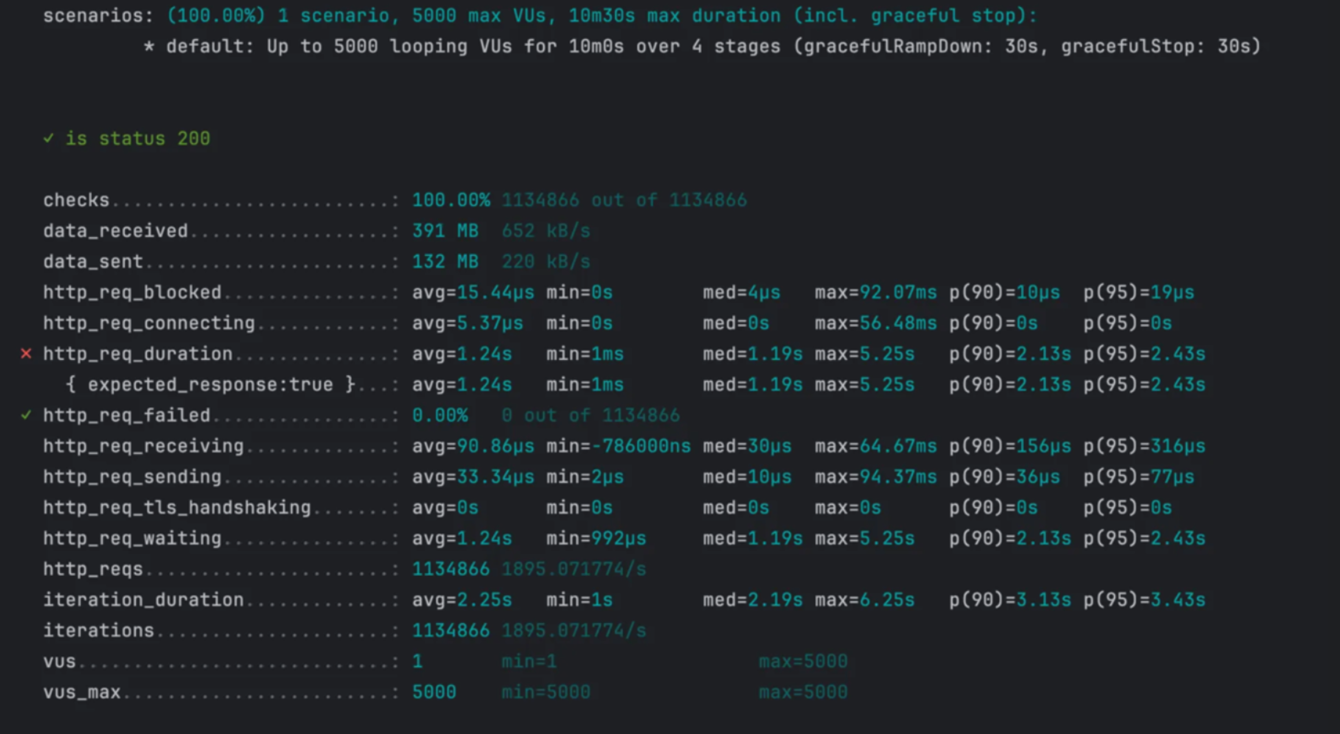 scenarios: (100.00%) 1 scenario, 5000 max VUs, 10m30s max duration (incl. graceful stop):
* default: Up to 5000 looping VUs for 10m0s over 4 stages (gracefulRampDown: 30s, gracefulStop: 30s)
✓ is status 200
checks.........................: 100.00% 1134866 out of 1134866
data_received..................: 391 MB 652 kB/s
data_sent......................: 132 MB 220 kB/s
http_req_blocked...............: avg=15.44µs min=0s med=4µs max=92.07ms p(90)=10µs p(95)=19µs
http_req_connecting............: avg=5.37µs min=0s med=0s max=56.48ms p(90)=0s p(95)=0s
✗ http_req_duration..............: avg=1.24s min=1ms med=1.19s max=5.25s p(90)=2.13s p(95)=2.43s
{ expected_response:true }...: avg=1.24s min=1ms med=1.19s max=5.25s p(90)=2.13s p(95)=2.43s
✓ http_req_failed................: 0.00% 0 out of 1134866
http_req_receiving.............: avg=90.86µs min=-786000ns med=30µs max=64.67ms p(90)=156µs p(95)=316µs
http_req_sending...............: avg=33.34µs min=2µs med=10µs max=94.37ms p(90)=36µs p(95)=77µs
http_req_tls_handshaking.......: avg=0s min=0s med=0s max=0s p(90)=0s p(95)=0s
http_req_waiting...............: avg=1.24s min=992µs med=1.19s max=5.25s p(90)=2.13s p(95)=2.43s
http_reqs......................: 1134866 1895.071774/s
iteration_duration.............: avg=2.25s min=1s med=2.19s max=6.25s p(90)=3.13s p(95)=3.43s
iterations.....................: 1134866 1895.071774/s
vus............................: 1 min=1 max=5000
vus_max........................: 5000 min=5000 max=5000